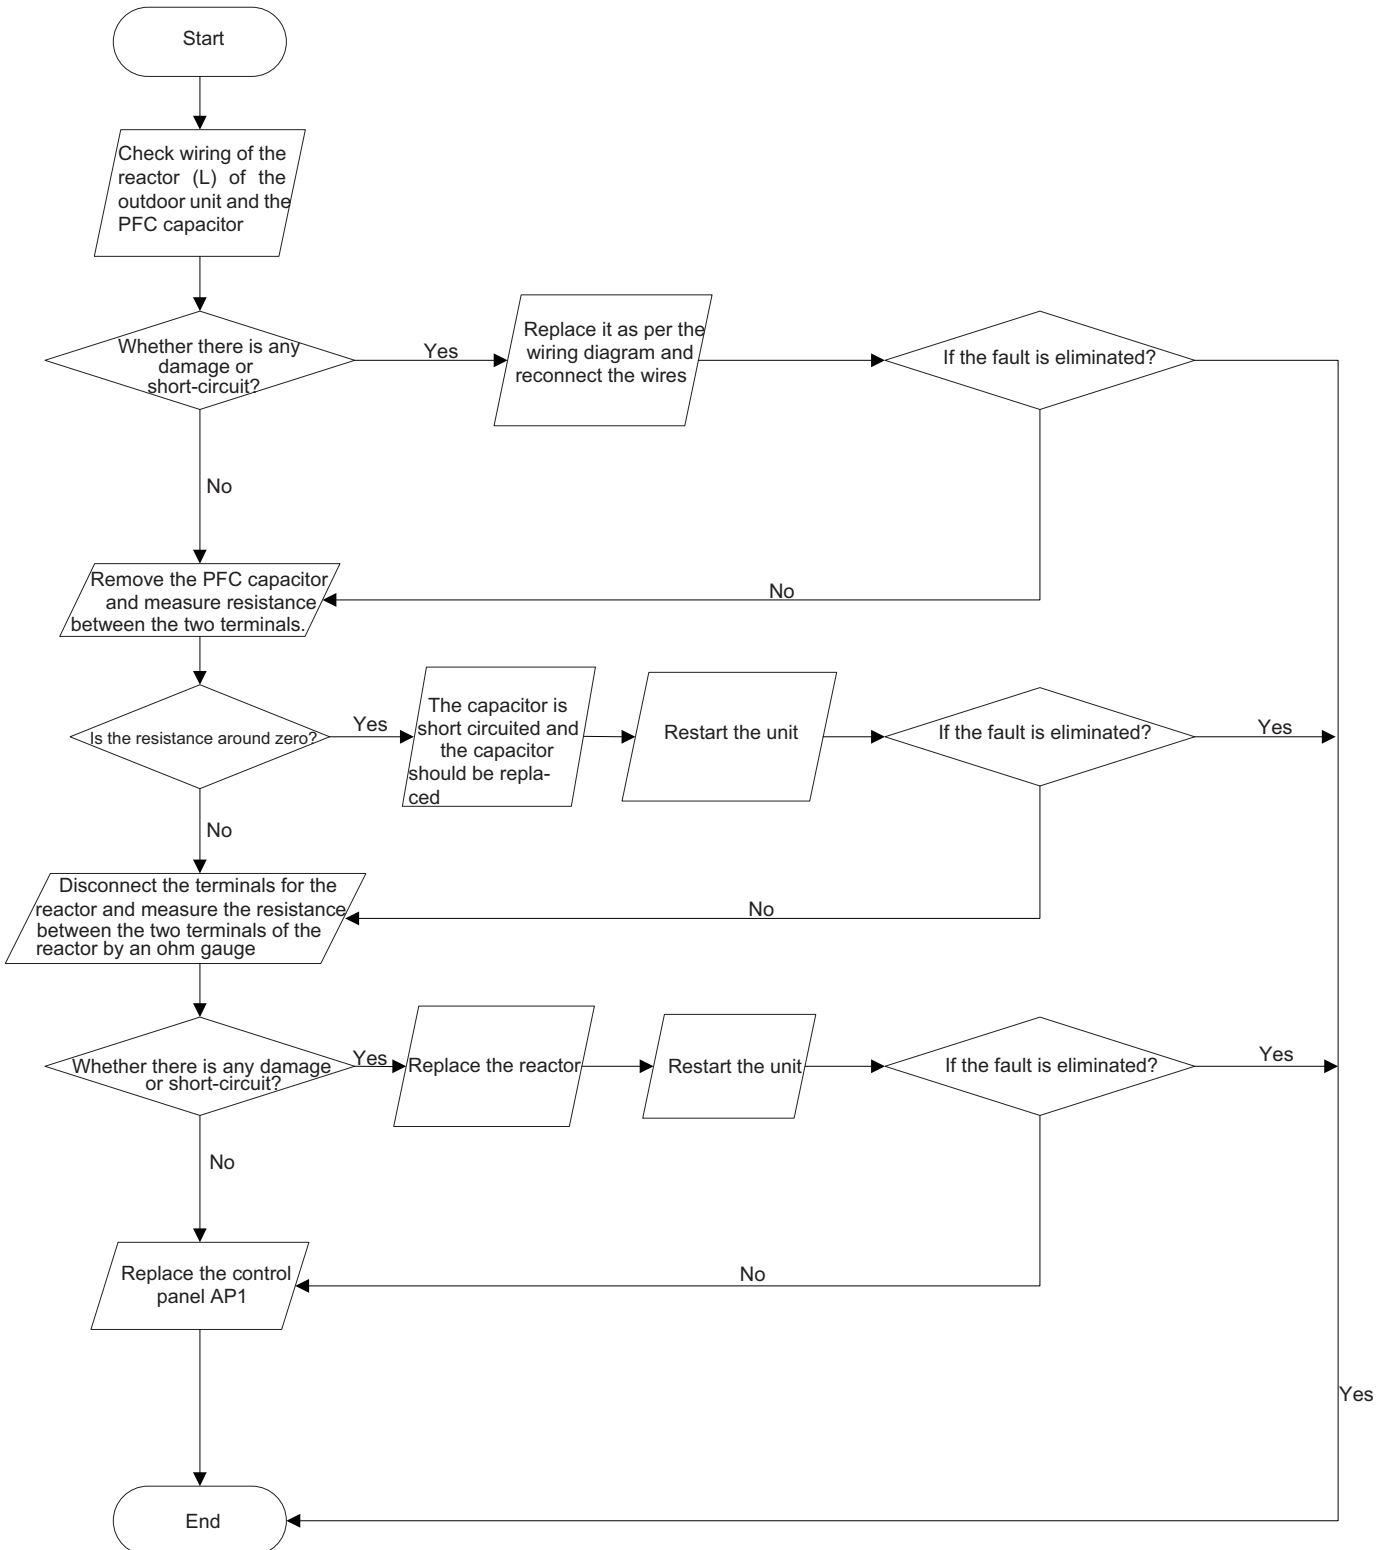 Start
Check wiring of the
reactor (L) of the
outdoor unit and the
PFC capacitor
Whether there is any
damage or
short-circuit?
Yes
Replace it as per the
wiring diagram and
reconnect the wires
If the fault is eliminated?
No
Remove the PFC capacitor
and measure resistance
between the two terminals.
No
Is the resistance around zero?
Yes
The capacitor is
short circuited and
the capacitor
should be repla-
ced
Restart the unit
If the fault is eliminated?
Yes
No
Disconnect the terminals for the
reactor and measure the resistance
between the two terminals of the
reactor by an ohm gauge
No
Whether there is any damage
or short-circuit?
Yes
Replace the reactor
Restart the unit
If the fault is eliminated?
Yes
No
Replace the control
panel AP1
No
Yes
End